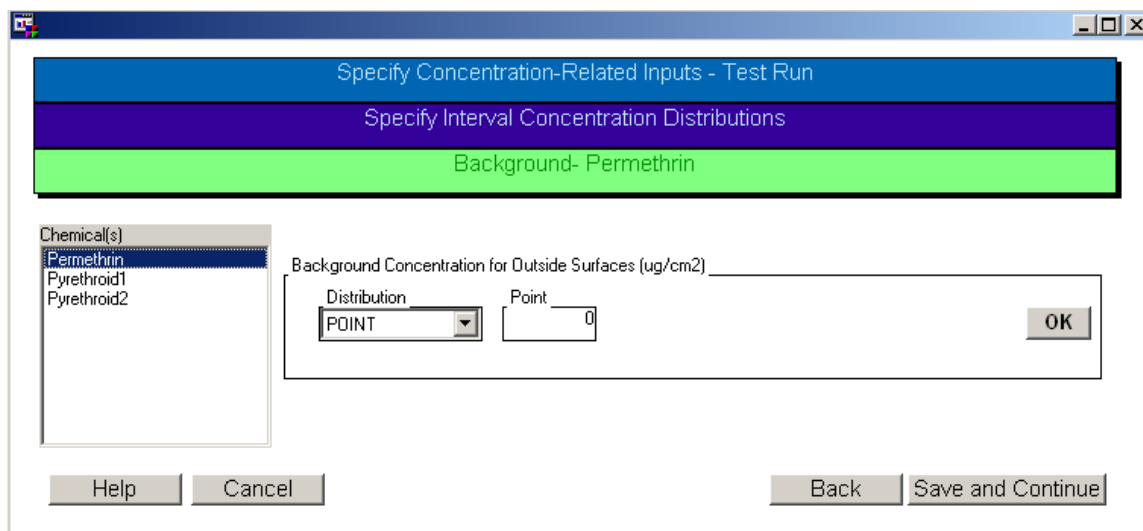 Specify Concentration-Related Inputs - Test Run
Specify Interval Concentration Distributions
Background- Permethrin
Chemical(s)
Permethrin
Pyrethroid1
Pyrethroid2
Background Concentration for Outside Surfaces (ug/cm2)
Distribution
Point
POINT
0
OK
Help
Cancel
Back
Save and Continue